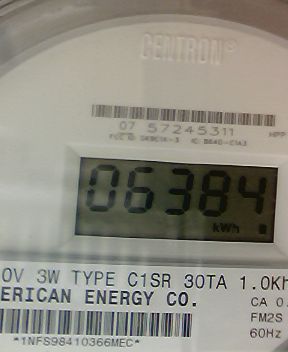 CENTRON®
07 57245311
HPP
06384
kWh
0V 3W TYPE C1SR 30TA 1.0Kh
ERICAN ENERGY CO.
CA 0.
FM2S
60Hz
*1NFS98410366MEC*